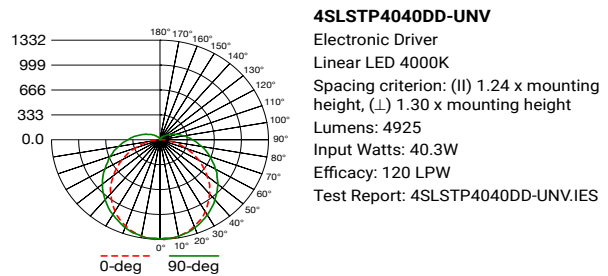 4SLSTP4040DD-UNV
Electronic Driver
Linear LED 4000K
Spacing criterion: (II) 1.24 x mounting
height, (⊥) 1.30 x mounting height
Lumens: 4925
Input Watts: 40.3W
Efficacy: 120 LPW
Test Report: 4SLSTP4040DD-UNV.IES
1332
999
666
333
0.0
180°
170°
160°
150°
140°
130°
120°
110°
100°
90°
80°
70°
60°
50°
40°
30°
20°
10°
0°
0-deg
90-deg